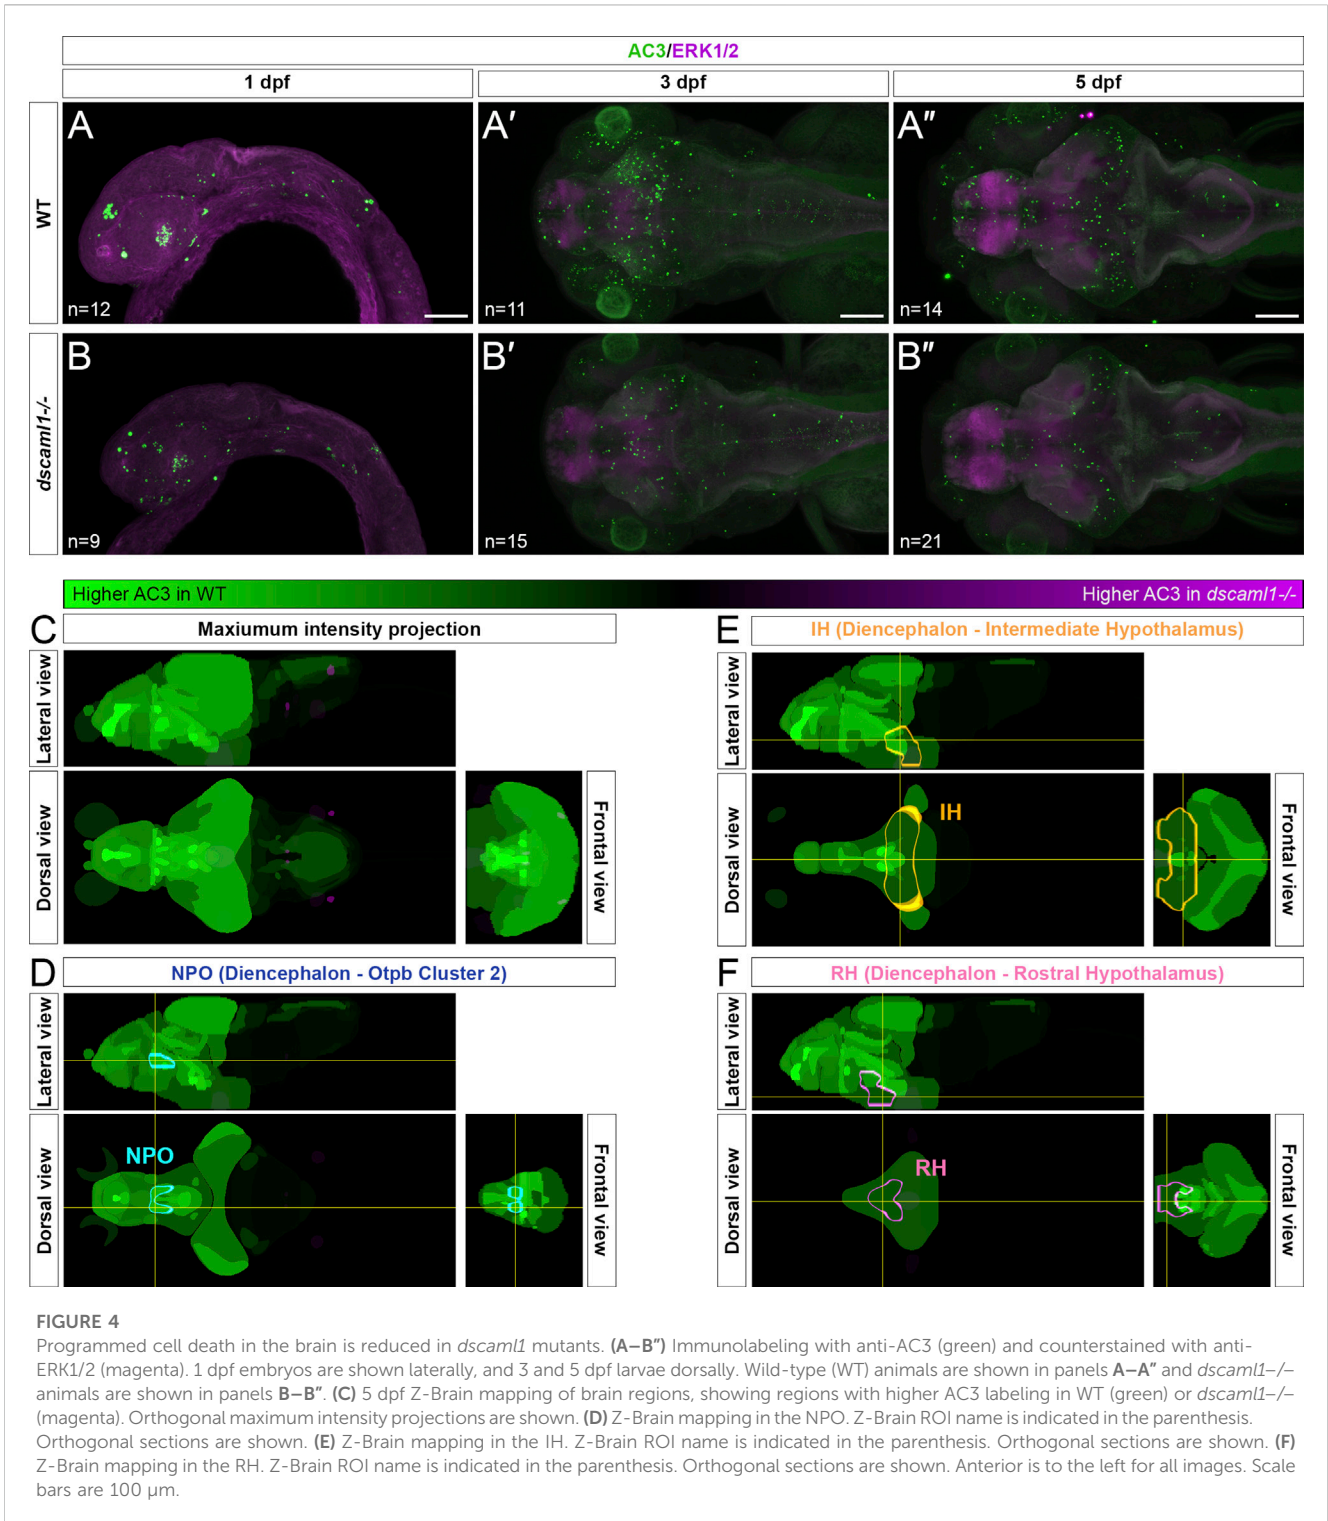 AC3/ERK1/2
1 dpf
3 dpf
5 dpf
WT
A
n=12
A′
n=11
A″
n=14
dscaml1-/-
B
n=9
B′
n=15
B″
n=21
Higher AC3 in WT
Higher AC3 in dscaml1-/-
C
Maxiumum intensity projection
Lateral view
Dorsal view
Frontal view
E
IH (Diencephalon - Intermediate Hypothalamus)
Lateral view
Dorsal view
IH
Frontal view
D
NPO (Diencephalon - Otpb Cluster 2)
Lateral view
Dorsal view
NPO
Frontal view
F
RH (Diencephalon - Rostral Hypothalamus)
Lateral view
Dorsal view
RH
Frontal view
FIGURE 4
Programmed cell death in the brain is reduced in dscaml1 mutants. (A–B″) Immunolabeling with anti-AC3 (green) and counterstained with anti-
ERK1/2 (magenta). 1 dpf embryos are shown laterally, and 3 and 5 dpf larvae dorsally. Wild-type (WT) animals are shown in panels A–A″ and dscaml1–/–
animals are shown in panels B–B″. (C) 5 dpf Z-Brain mapping of brain regions, showing regions with higher AC3 labeling in WT (green) or dscaml1–/–
(magenta). Orthogonal maximum intensity projections are shown. (D) Z-Brain mapping in the NPO. Z-Brain ROI name is indicated in the parenthesis.
Orthogonal sections are shown. (E) Z-Brain mapping in the IH. Z-Brain ROI name is indicated in the parenthesis. Orthogonal sections are shown. (F)
Z-Brain mapping in the RH. Z-Brain ROI name is indicated in the parenthesis. Orthogonal sections are shown. Anterior is to the left for all images. Scale
bars are 100 µm.